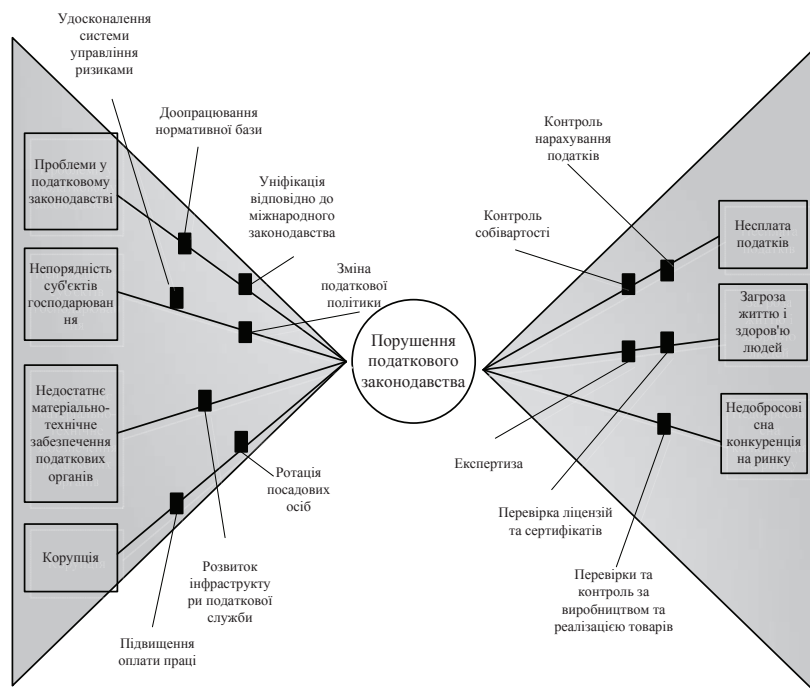 Удосконалення
системи
управління
ризиками
Доопрацювання
нормативної бази
Уніфікація
відповідно до
міжнародного
законодавства
Зміна
податкової
політики
Проблеми у
податковому
законодавстві
Непорядність
суб'єктів
господарюван
ня
Недостатнє
матеріально-
технічне
забезпечення
податкових
органів
Корупція
Ротація
посадових
осіб
Розвиток
інфраструкту
ри податкової
служби
Підвищення
оплати праці
Порушення
податкового
законодавства
Контроль
нарахування
податків
Контроль
собівартості
Несплата
податків
Загроза
життю і
здоров'ю
людей
Недобросові
сна
конкуренція
на ринку
Експертиза
Перевірка ліцензій
та сертифікатів
Перевірки та
контроль за
виробництвом та
реалізацією товарів